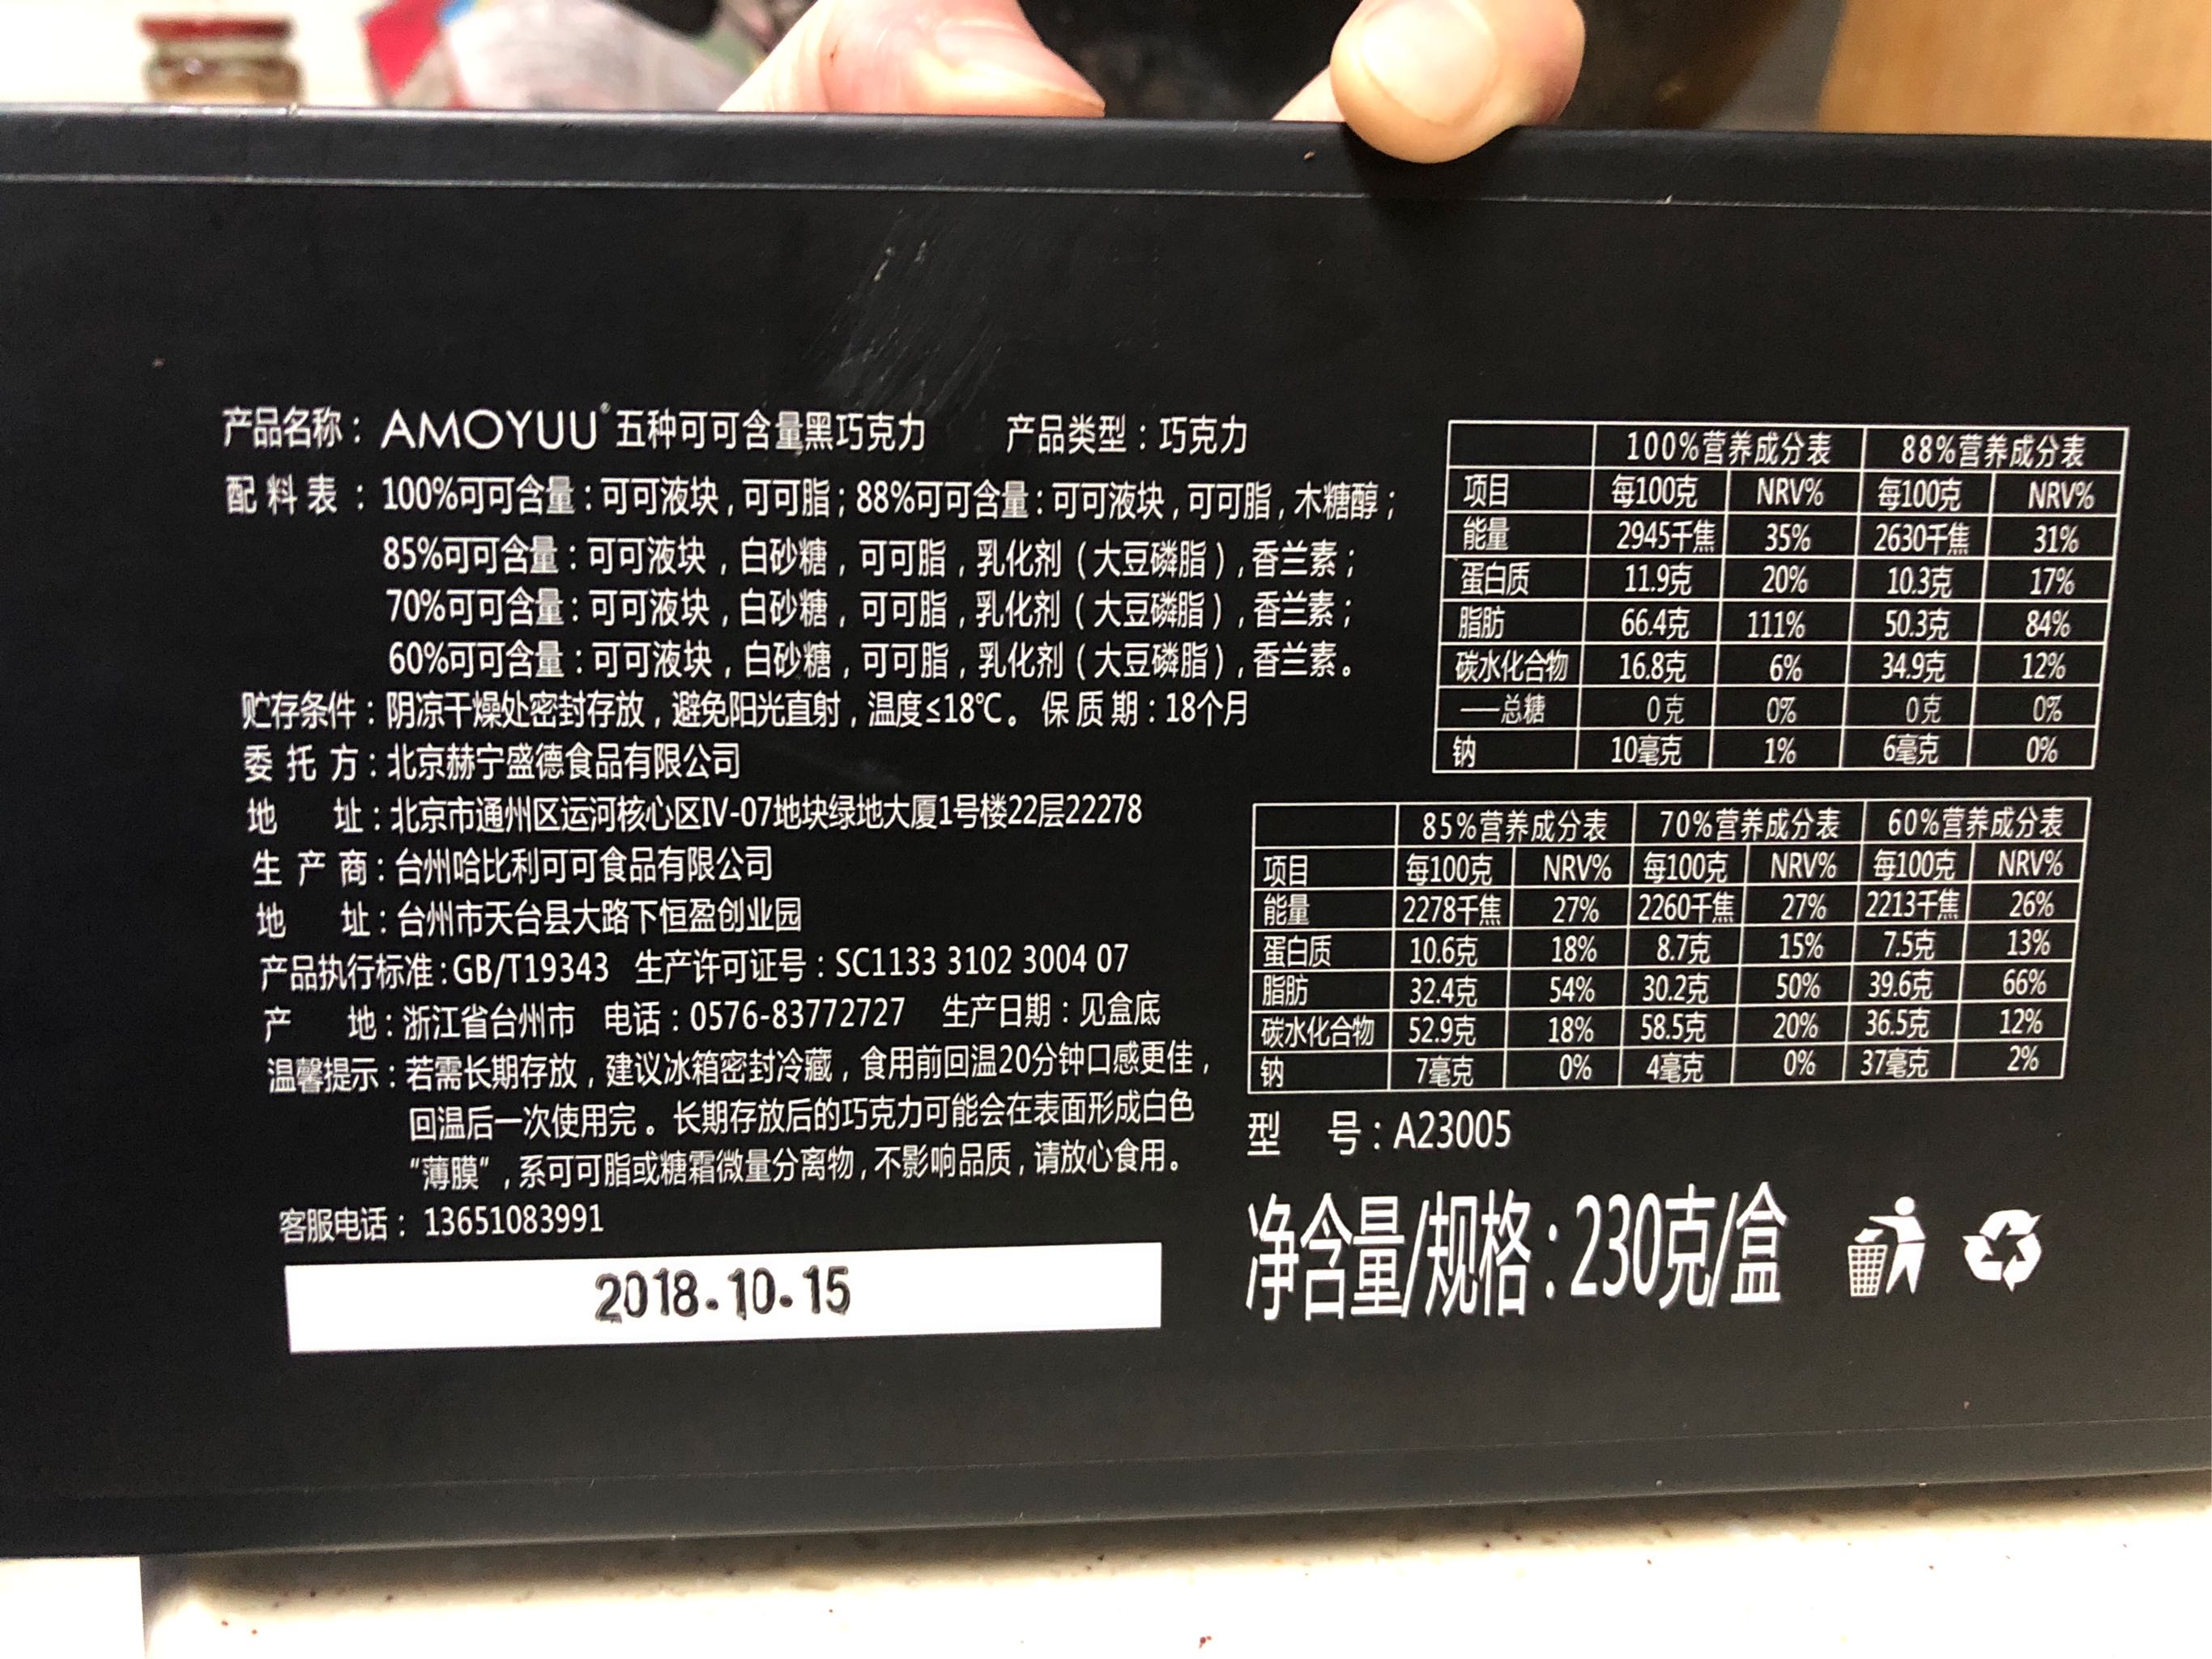 产品名称：AMOYUU®五种可可含量黑巧克力 产品类型：巧克力
配料表：100%可可含量：可可液块，可可脂；88%可可含量：可可液块，可可脂，木糖醇；
85%可可含量：可可液块，白砂糖，可可脂，乳化剂（大豆磷脂），香兰素；
70%可可含量：可可液块，白砂糖，可可脂，乳化剂（大豆磷脂），香兰素；
60%可可含量：可可液块，白砂糖，可可脂，乳化剂（大豆磷脂），香兰素。
贮存条件：阴凉干燥处密封存放，避免阳光直射，温度≤18℃。 保质期：18个月
委托方：北京赫宁盛德食品有限公司
地址：北京市通州区运河核心区Ⅳ-07地块绿地大厦1号楼22层22278
生产商：台州哈比利可可食品有限公司
地址：台州市天台县大路下恒盈创业园
产品执行标准：GB/T19343 生产许可证号：SC1133 3102 3004 07
产地：浙江省台州市 电话：0576-83772727 生产日期：见盒底
温馨提示：若需长期存放，建议冰箱密封冷藏，食用前回温20分钟口感更佳，
回温后一次使用完。长期存放后的巧克力可能会在表面形成白色
“薄膜”，系可可脂或糖霜微量分离物，不影响品质，请放心食用。
客服电话：13651083991
2018.10.15
100%营养成分表 88%营养成分表
项目 每100克 NRV% 每100克 NRV%
能量 2945千焦 35% 2630千焦 31%
蛋白质 11.9克 20% 10.3克 17%
脂肪 66.4克 111% 50.3克 84%
碳水化合物 16.8克 6% 34.9克 12%
——总糖 0克 0% 0克 0%
钠 10毫克 1% 6毫克 0%
85%营养成分表 70%营养成分表 60%营养成分表
项目 每100克 NRV% 每100克 NRV% 每100克 NRV%
能量 2278千焦 27% 2260千焦 27% 2213千焦 26%
蛋白质 10.6克 18% 8.7克 15% 7.5克 13%
脂肪 32.4克 54% 30.2克 50% 39.6克 66%
碳水化合物 52.9克 18% 58.5克 20% 36.5克 12%
钠 7毫克 0% 4毫克 0% 37毫克 2%
型号：A23005
净含量/规格：230克/盒